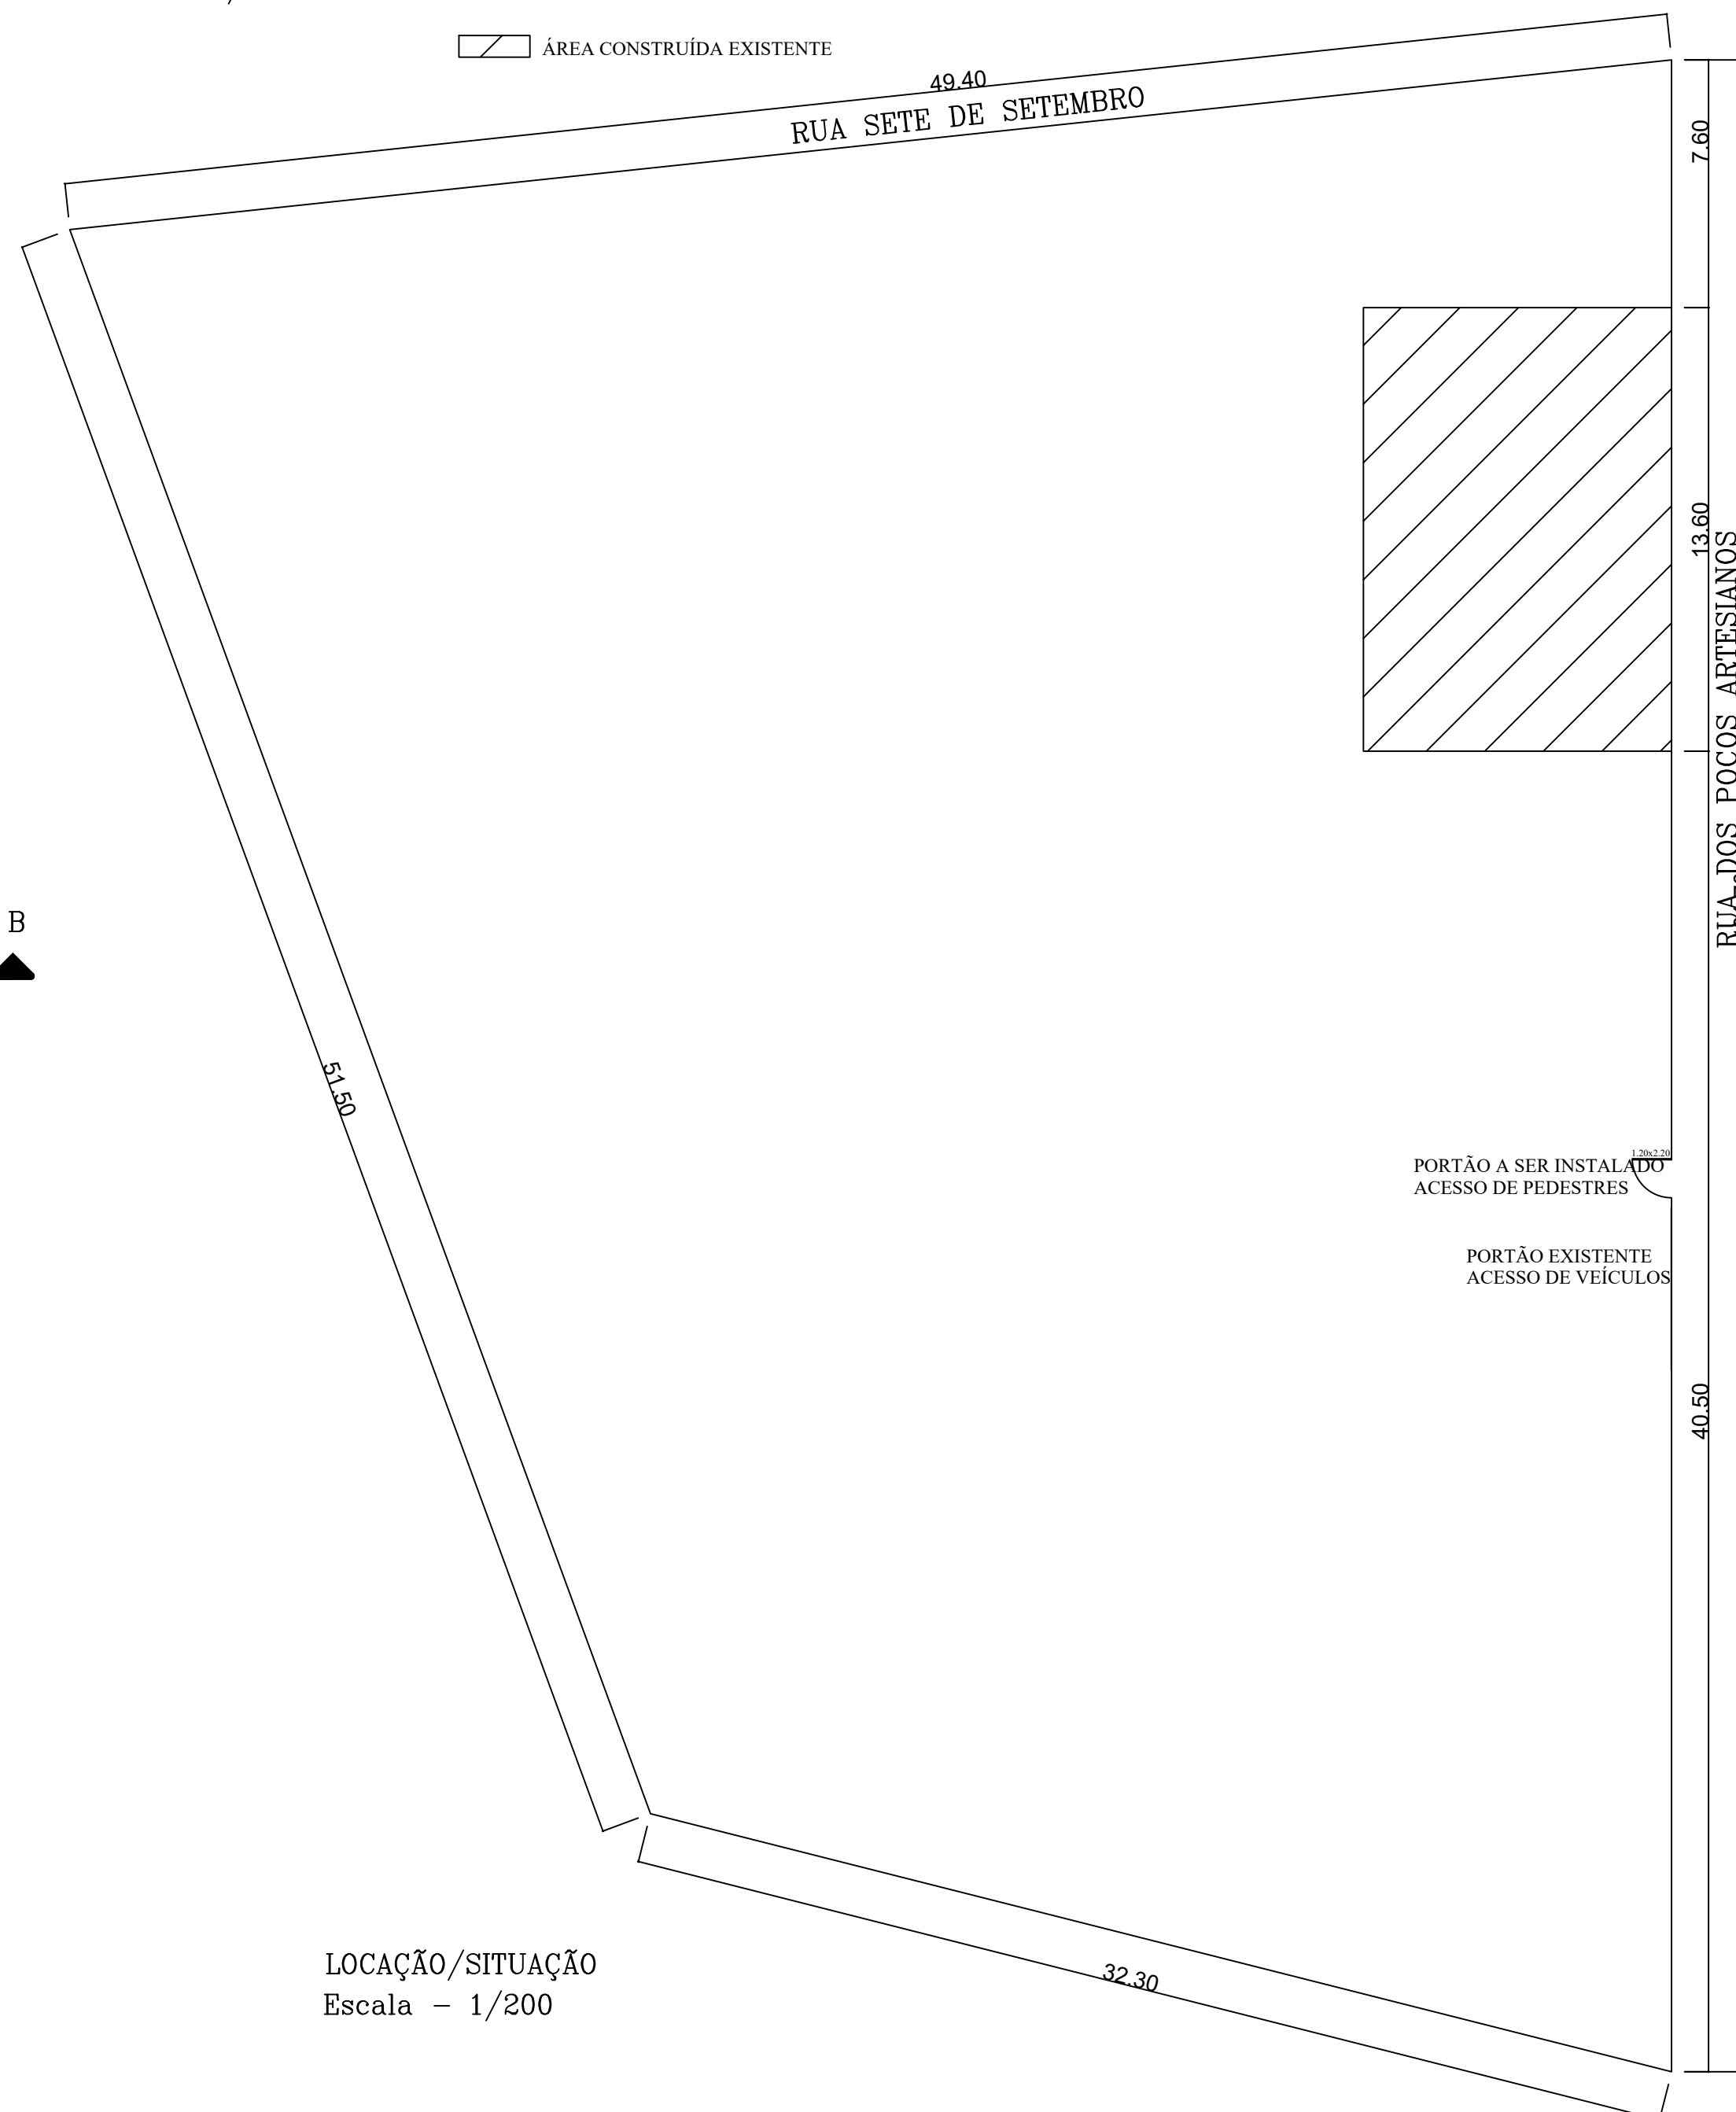 ÁREA CONSTRUÍDA EXISTENTE
49.40
RUA SETE DE SETEMBRO
7.60
13.60
RUA DOS POCOS ARTESIANOS
B
51.50
1.20x2.20
PORTÃO A SER INSTALADO
ACESSO DE PEDESTRES
PORTÃO EXISTENTE
ACESSO DE VEÍCULOS
40.50
32.30
LOCAÇÃO/SITUAÇÃO
Escala - 1/200